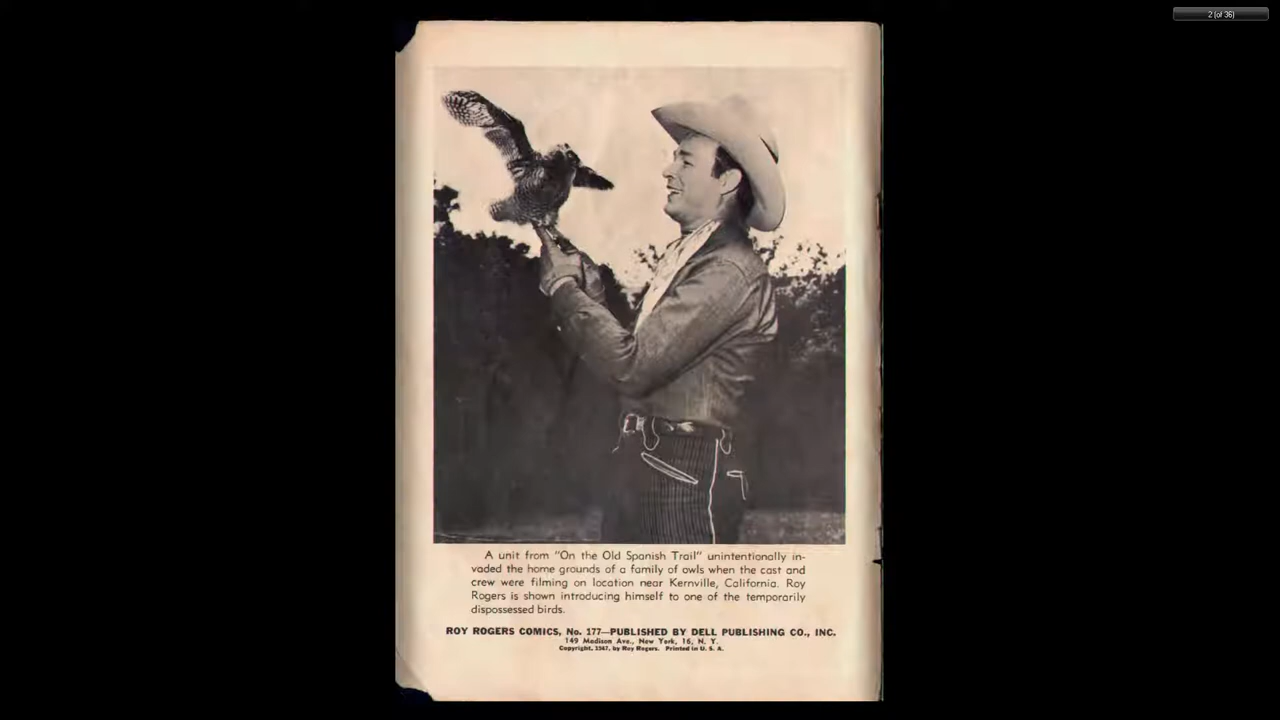 2 (of 36)
A unit from "On the Old Spanish Trail" unintentionally in-
vaded the home grounds of a family of owls when the cast and
crew were filming on location near Kernville, California. Roy
Rogers is shown introducing himself to one of the temporarily
dispossessed birds.
ROY ROGERS COMICS, No. 177—PUBLISHED BY DELL PUBLISHING CO., INC.
149 Madison Ave., New York, 16, N. Y.
Copyright, 1947, by Roy Rogers. Printed in U. S. A.